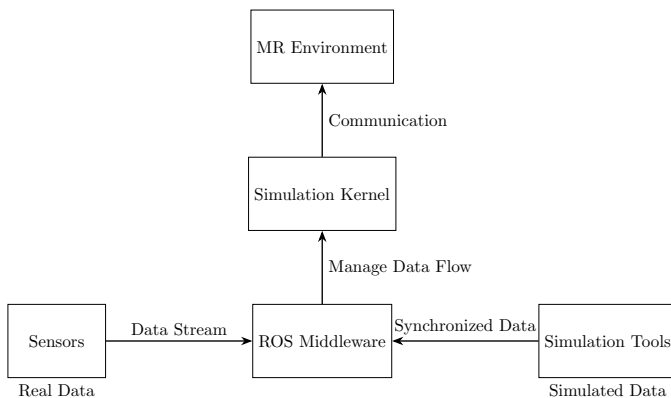 MR Environment
Communication
Simulation Kernel
Manage Data Flow
Sensors
Data Stream
ROS Middleware
Synchronized Data
Simulation Tools
Real Data
Simulated Data